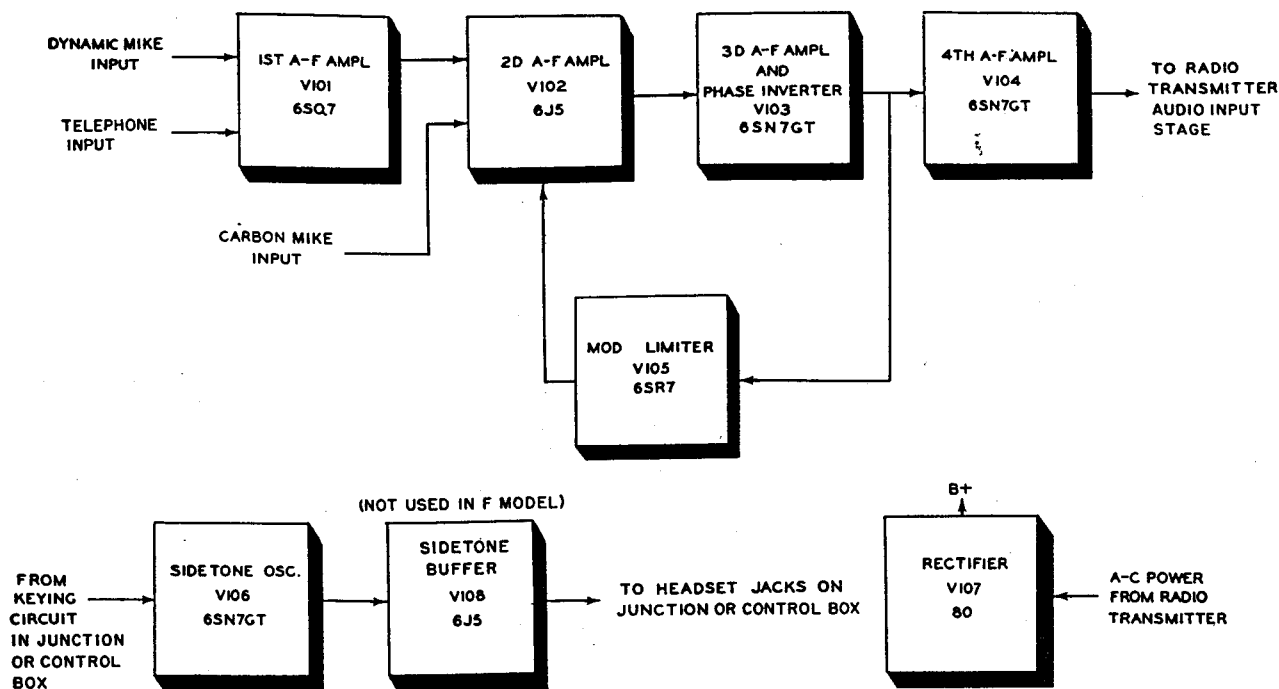 DYNAMIC MIKE
INPUT
TELEPHONE
INPUT
1ST A-F AMPL
V101
6SQ7
2D A-F AMPL
V102
6J5
3D A-F AMPL
AND
PHASE INVERTER
V103
6SN7GT
4TH A-F AMPL
V104
6SN7GT
TO RADIO
TRANSMITTER
AUDIO INPUT
STAGE
CARBON MIKE
INPUT
MOD LIMITER
V105
6SR7
(NOT USED IN F MODEL)
FROM
KEYING
CIRCUIT
IN JUNCTION
OR CONTROL
BOX
SIDETONE OSC.
V106
6SN7GT
SIDETONE
BUFFER
V108
6J5
TO HEADSET JACKS ON
JUNCTION OR CONTROL BOX
B+
RECTIFIER
V107
80
A-C POWER
FROM RADIO
TRANSMITTER